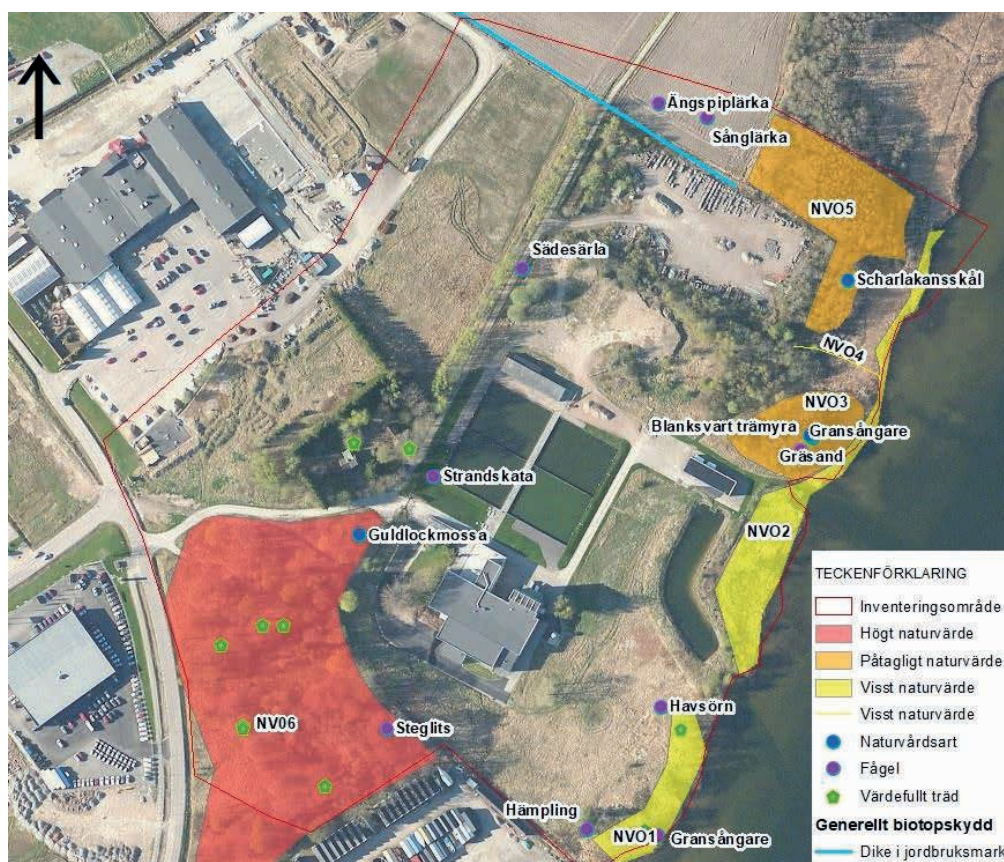 Ängspiplärka
Sånglärka
NVO5
Sädesärla
Scharlakansskål
NVO4
NVO3
Blanksvart trämyra
Gransångare
Gräsand
Strandskata
NVO2
Guldlockmossa
NV06
Steglits
Havsörn
Hämpling
NVO1
Gransångare
TECKENFÖRKLARING
Inventeringsområde
Högt naturvärde
Påtagligt naturvärde
Visst naturvärde
Visst naturvärde
Naturvårdsart
Fågel
Värdefullt träd
Generellt biotopskydd
Dike i jordbruksmark